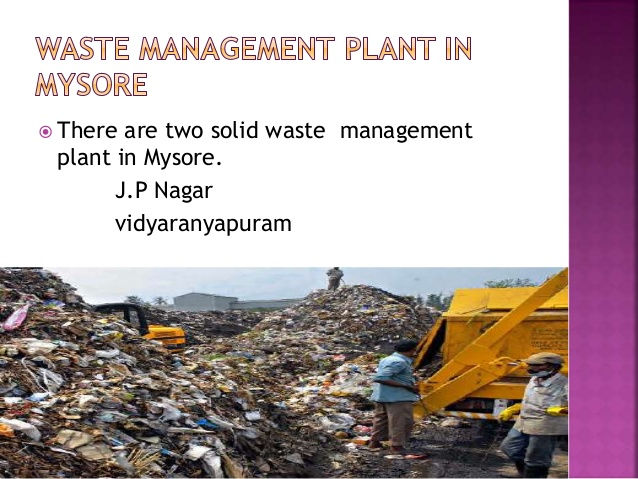 WASTE MANAGEMENT PLANT IN
MYSORE
There are two solid waste management
plant in Mysore.
J.P Nagar
vidyaranyapuram